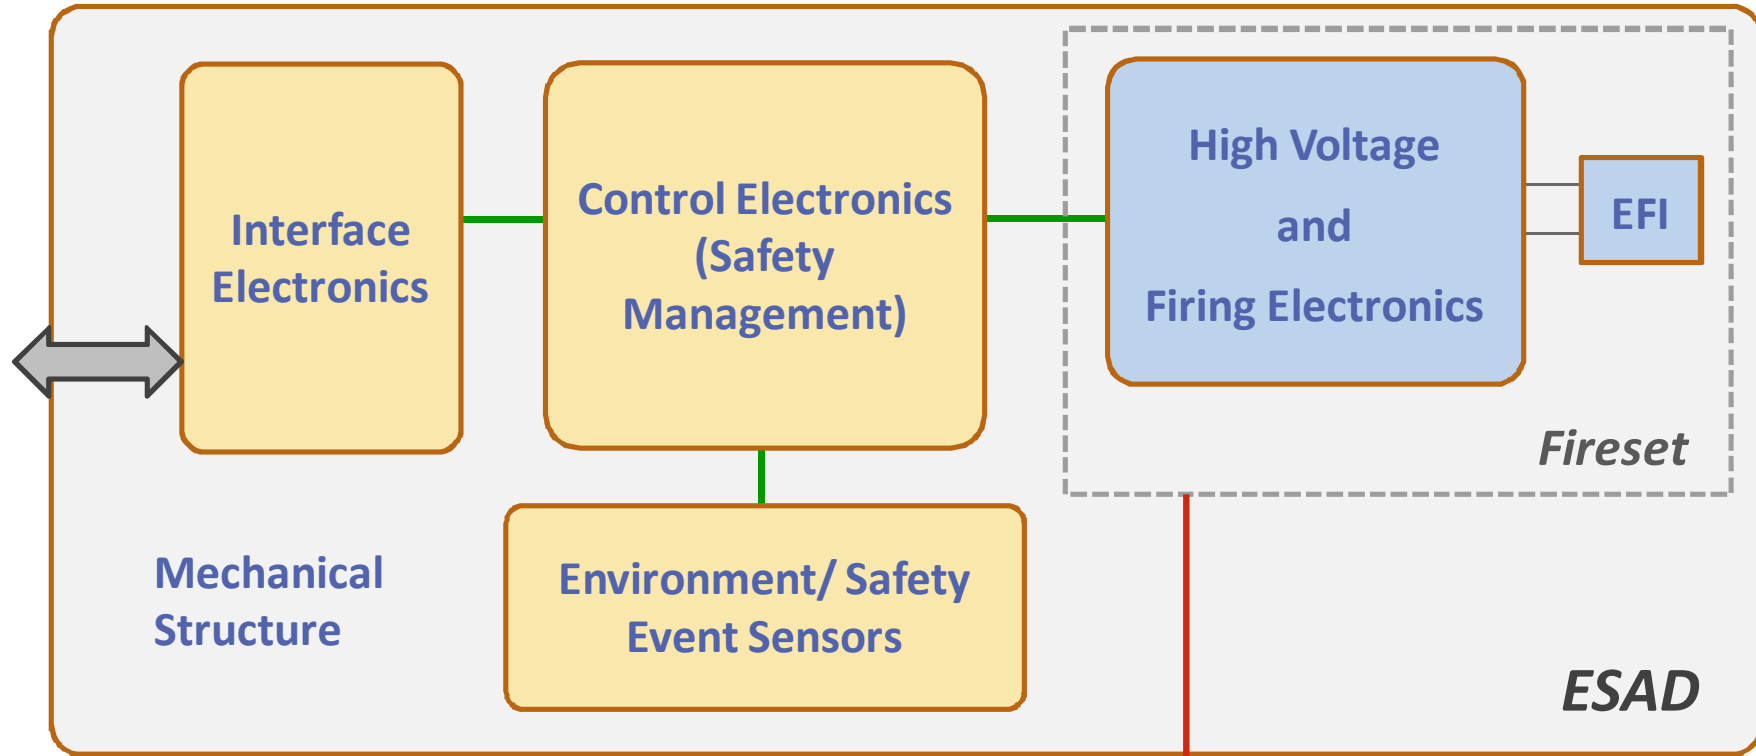 Interface
Electronics
Control Electronics
(Safety
Management)
High Voltage
and
Firing Electronics
EFI
Fireset
Environment/ Safety
Event Sensors
Mechanical
Structure
ESAD